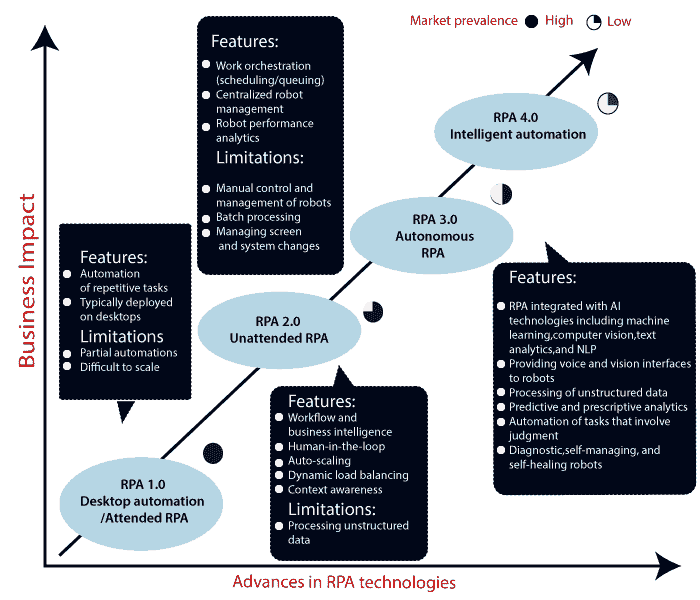 Market prevalence High Low
Business Impact
Features:
Work orchestration
(scheduling/queuing)
Centralized robot
management
Robot performance
analytics
Limitations:
Manual control and
management of robots
Batch processing
Managing screen
and system changes
RPA 4.0
Intelligent automation
Features:
Automation
of repetitive tasks
Typically deployed
on desktops
Limitations
Partial automations
Difficult to scale
RPA 3.0
Autonomous
RPA
RPA 2.0
Unattended RPA
Features:
RPA integrated with AI
technologies including machine
learning,computer vision,text
analytics,and NLP
Providing voice and vision interfaces
to robots
Processing of unstructured data
Predictive and prescriptive analytics
Automation of tasks that involve
judgment
Diagnostic,self-managing, and
self-healing robots
Features:
Workflow and
business intelligence
Human-in-the-loop
Auto-scaling
Dynamic load balancing
Context awareness
Limitations:
Processing unstructured
data
RPA 1.0
Desktop automation
/Attended RPA
Advances in RPA technologies